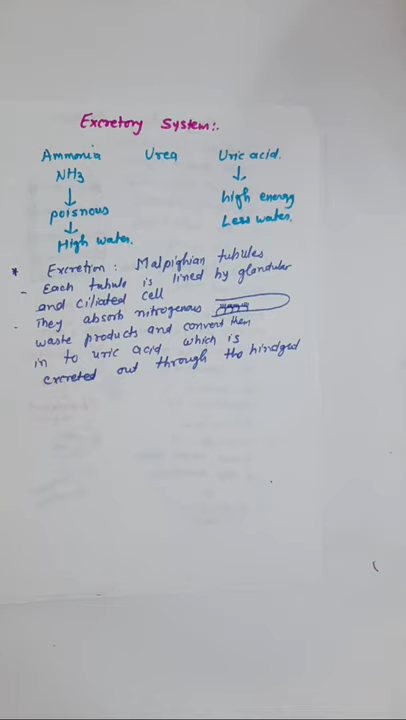 Excretory System:.
Ammonia Urea Uric acid.
NH3
poisnous high energy
High water. Less water.
* Excretion: Malpighian tubules
- Each tubule is lined by glandular
and ciliated cell
- They absorb nitrogenous
waste products and convert then
in to uric acid which is
excreted out through the hindged